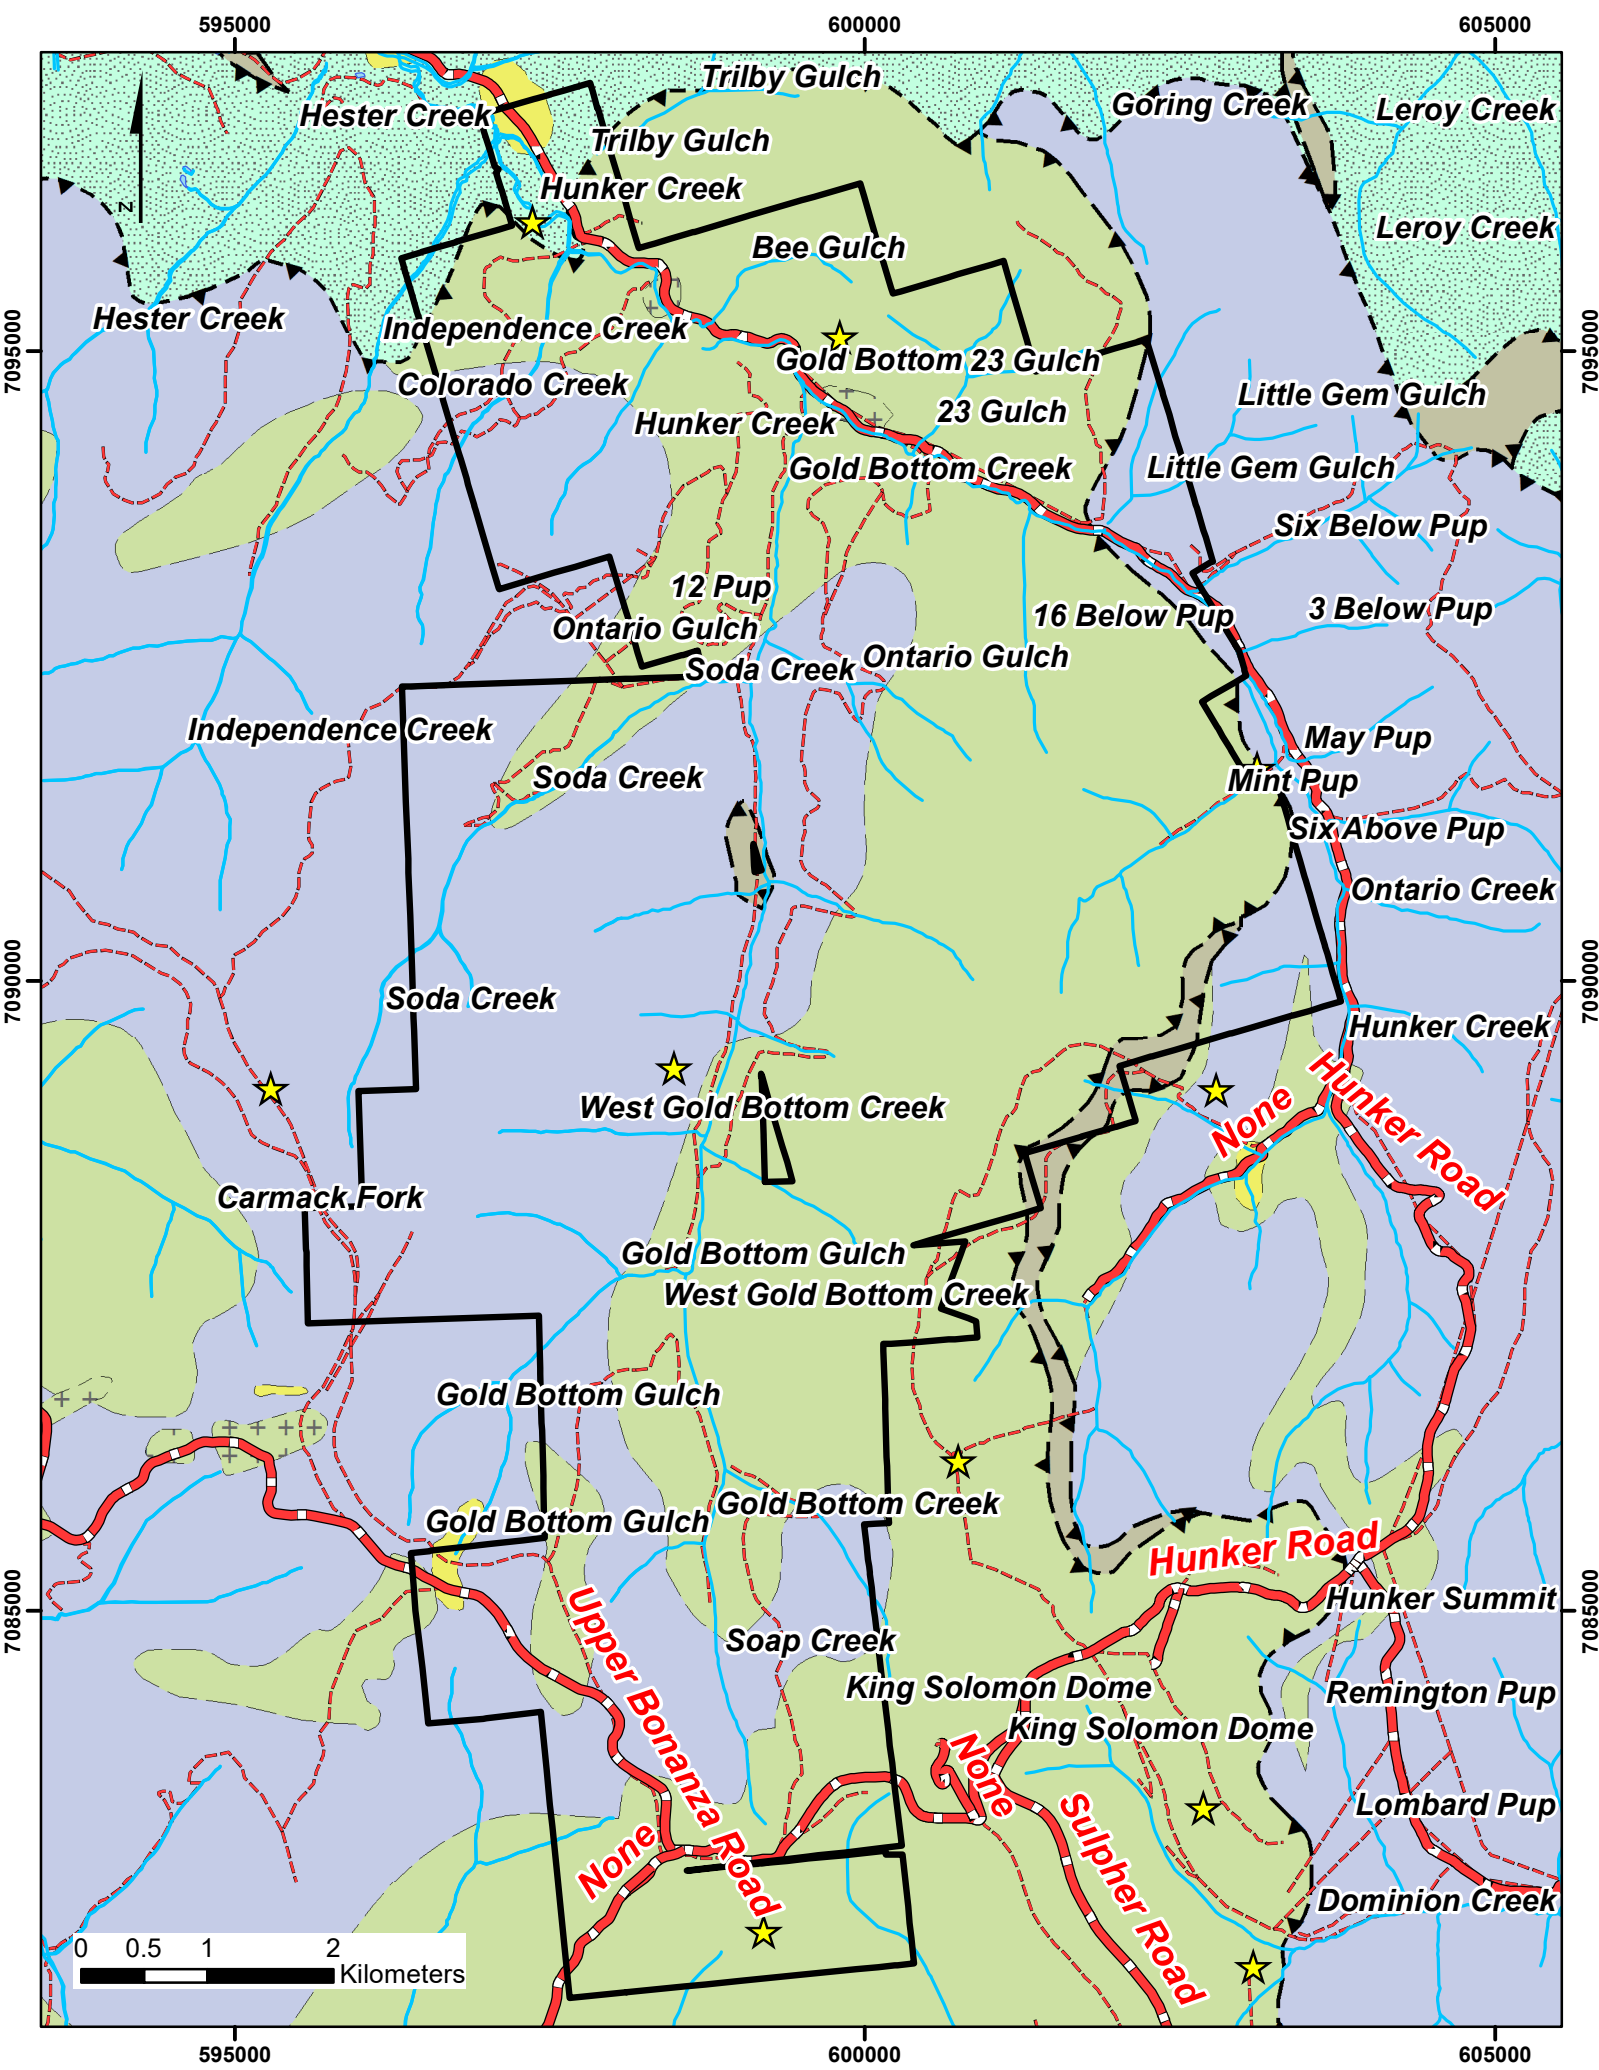 595000
600000
605000
Trilby Gulch
Goring Creek
Leroy Creek
Hester Creek
Trilby Gulch
Hunker Creek
N
Leroy Creek
Bee Gulch
Hester Creek
Independence Creek
7095000
7095000
Gold Bottom
23 Gulch
Colorado Creek
Little Gem Gulch
23 Gulch
Hunker Creek
Gold Bottom Creek
Little Gem Gulch
Six Below Pup
12 Pup
3 Below Pup
16 Below Pup
Ontario Gulch
Ontario Gulch
Soda Creek
Independence Creek
May Pup
Soda Creek
Mint Pup
Six Above Pup
Ontario Creek
7090000
7090000
Soda Creek
Hunker Creek
West Gold Bottom Creek
None
Hunker Road
Carmack Fork
Gold Bottom Gulch
West Gold Bottom Creek
Gold Bottom Gulch
Gold Bottom Creek
Gold Bottom Gulch
Hunker Road
7085000
7085000
Hunker Summit
Soap Creek
Upper Bonanza Road
King Solomon Dome
Remington Pup
King Solomon Dome
None
Lombard Pup
Sulpher Road
None
Dominion Creek
0 0.5 1 2
Kilometers
595000
600000
605000